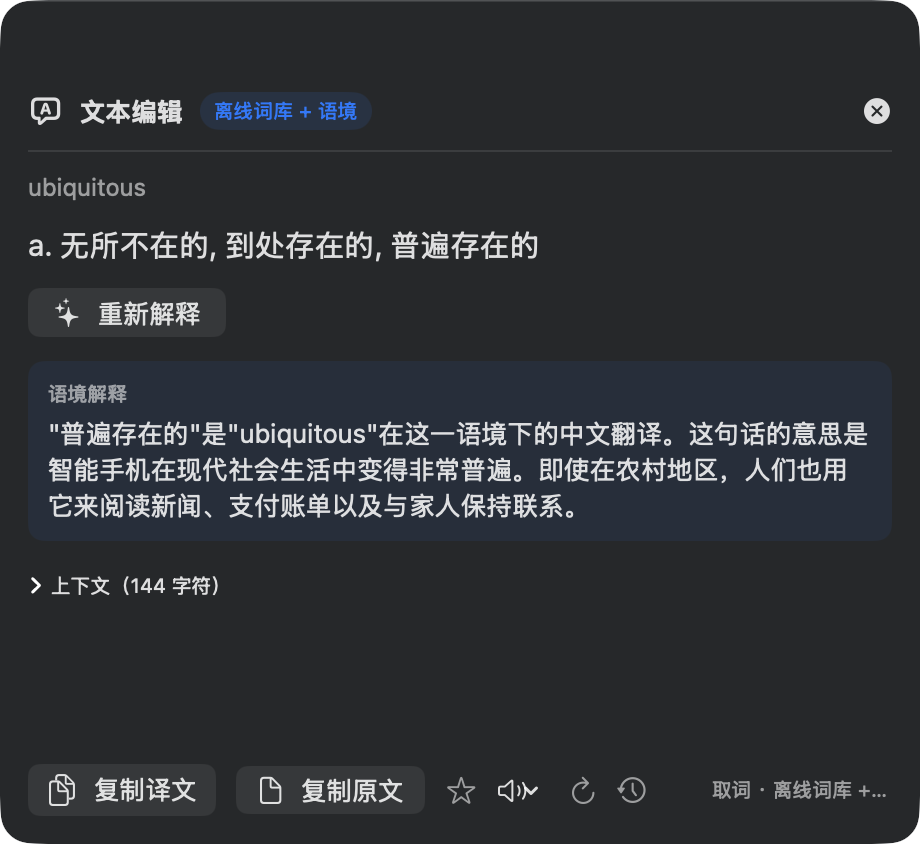 文本编辑
离线词库 + 语境
ubiquitous
a. 无所不在的, 到处存在的, 普遍存在的
重新解释
语境解释
"普遍存在的"是"ubiquitous"在这一语境下的中文翻译。这句话的意思是
智能手机在现代社会生活中变得非常普遍。即使在农村地区，人们也用
它来阅读新闻、支付账单以及与家人保持联系。
上下文（144 字符）
复制译文
复制原文
取词 · 离线词库 +...